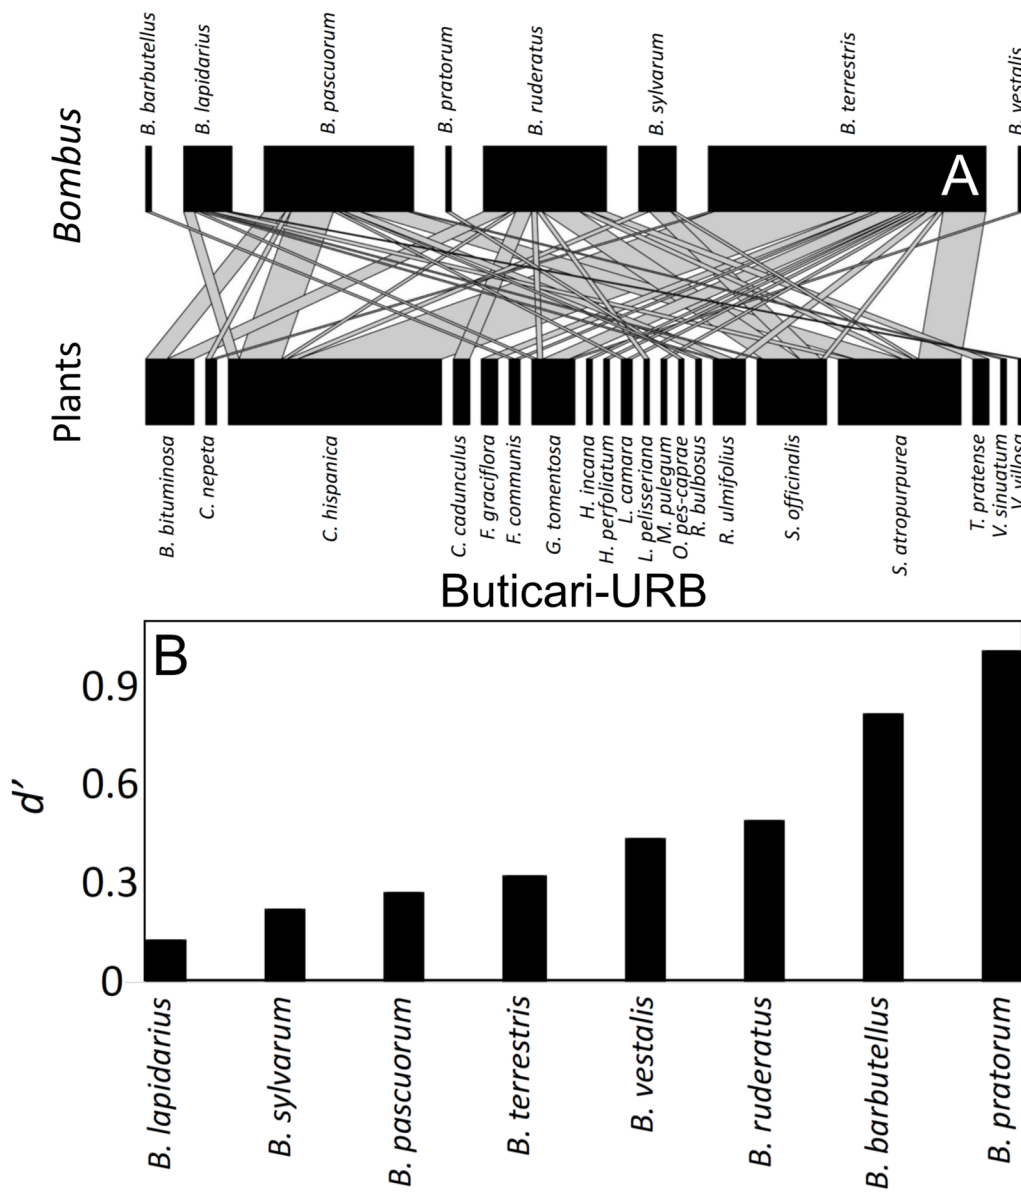 B. barbutellus
B. lapidarius
B. pascuorum
B. pratorum
B. ruderatus
B. sylvarum
B. terrestris
B. vestalis
Bombus
A
Plants
B. bituminosa
C. nepeta
C. hispanica
C. cadunculus
F. graciflora
F. communis
G. tomentosa
H. incana
H. perfoliatum
L. camara
L. pelisseriana
M. pulegum
O. pes-caprae
R. bulbosus
R. ulmifolius
S. officinalis
S. atropurpurea
T. pratense
V. sinuatum
V. villosa
Buticari-URB
B
d'
0.9
0.6
0.3
0
B. lapidarius
B. sylvarum
B. pascuorum
B. terrestris
B. vestalis
B. ruderatus
B. barbutellus
B. pratorum